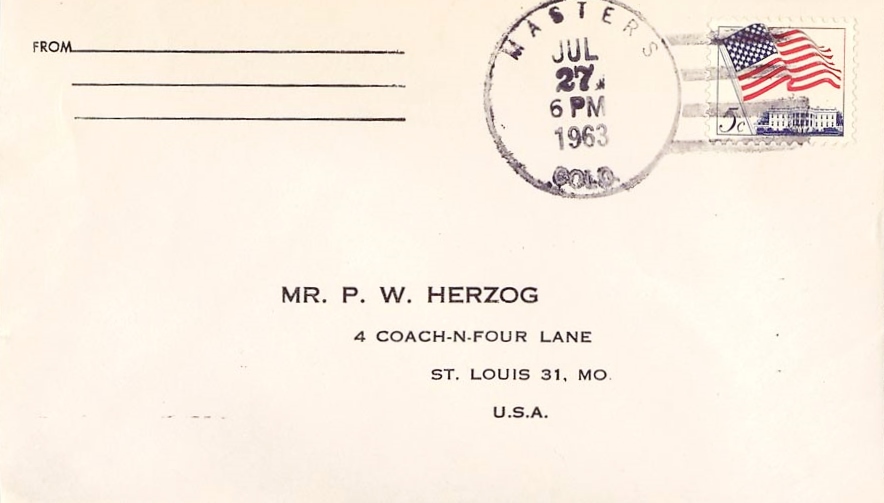 FROM
MASTERS
JUL
27
6 PM
1963
COLO.
5c
MR. P. W. HERZOG
4 COACH-N-FOUR LANE
ST. LOUIS 31, MO.
U.S.A.